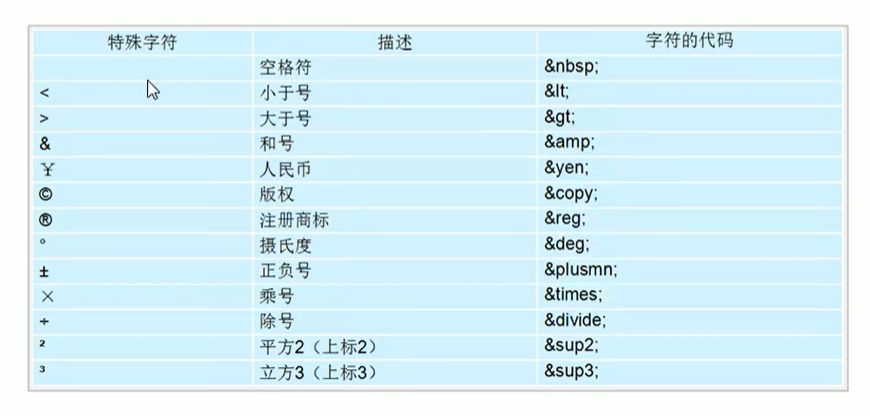 特殊字符 描述 字符的代码
空格符 &nbsp;
< 小于号 &lt;
> 大于号 &gt;
& 和号 &amp;
¥ 人民币 &yen;
© 版权 &copy;
® 注册商标 &reg;
° 摄氏度 &deg;
± 正负号 &plusmn;
× 乘号 &times;
÷ 除号 &divide;
² 平方2（上标2） &sup2;
³ 立方3（上标3） &sup3;